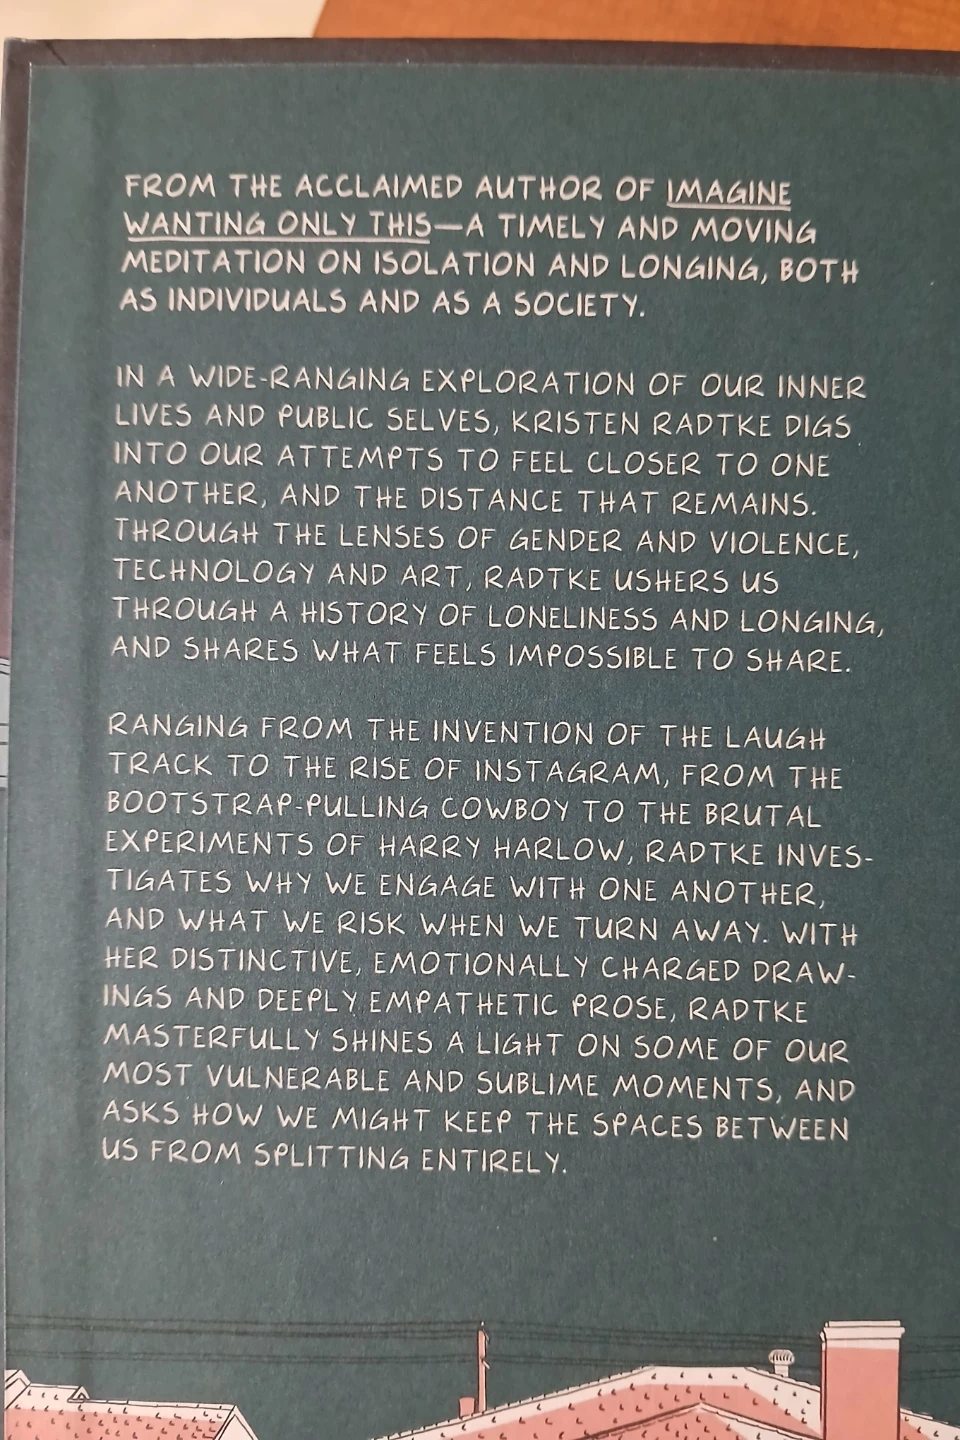 FROM THE ACCLAIMED AUTHOR OF IMAGINE
WANTING ONLY THIS—A TIMELY AND MOVING
MEDITATION ON ISOLATION AND LONGING, BOTH
AS INDIVIDUALS AND AS A SOCIETY.
IN A WIDE-RANGING EXPLORATION OF OUR INNER
LIVES AND PUBLIC SELVES, KRISTEN RADTKE DIGS
INTO OUR ATTEMPTS TO FEEL CLOSER TO ONE
ANOTHER, AND THE DISTANCE THAT REMAINS.
THROUGH THE LENSES OF GENDER AND VIOLENCE,
TECHNOLOGY AND ART, RADTKE USHERS US
THROUGH A HISTORY OF LONELINESS AND LONGING,
AND SHARES WHAT FEELS IMPOSSIBLE TO SHARE.
RANGING FROM THE INVENTION OF THE LAUGH
TRACK TO THE RISE OF INSTAGRAM, FROM THE
BOOTSTRAP-PULLING COWBOY TO THE BRUTAL
EXPERIMENTS OF HARRY HARLOW, RADTKE INVES-
TIGATES WHY WE ENGAGE WITH ONE ANOTHER,
AND WHAT WE RISK WHEN WE TURN AWAY. WITH
HER DISTINCTIVE, EMOTIONALLY CHARGED DRAW-
INGS AND DEEPLY EMPATHETIC PROSE, RADTKE
MASTERFULLY SHINES A LIGHT ON SOME OF OUR
MOST VULNERABLE AND SUBLIME MOMENTS, AND
ASKS HOW WE MIGHT KEEP THE SPACES BETWEEN
US FROM SPLITTING ENTIRELY.